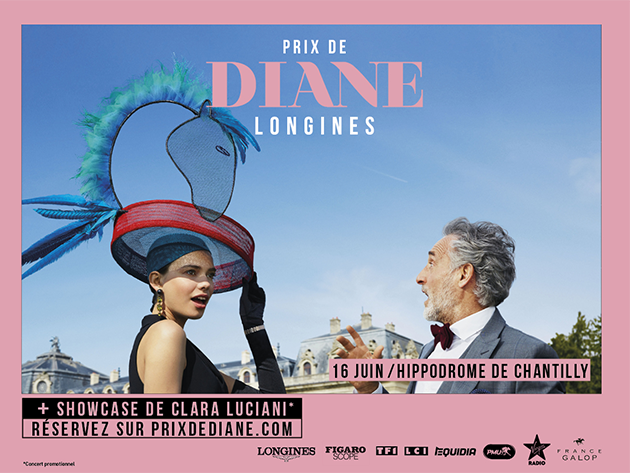 PRIX DE
DIANE
LONGINES
16 JUIN / HIPPODROME DE CHANTILLY
+ SHOWCASE DE CLARA LUCIANI*
RÉSERVEZ SUR PRIXDEDIANE.COM
LONGINES FIGARO SCOPE TF1 LCI EQUIDIA PMU Virgin RADIO FRANCE GALOP
*Concert promotionnel